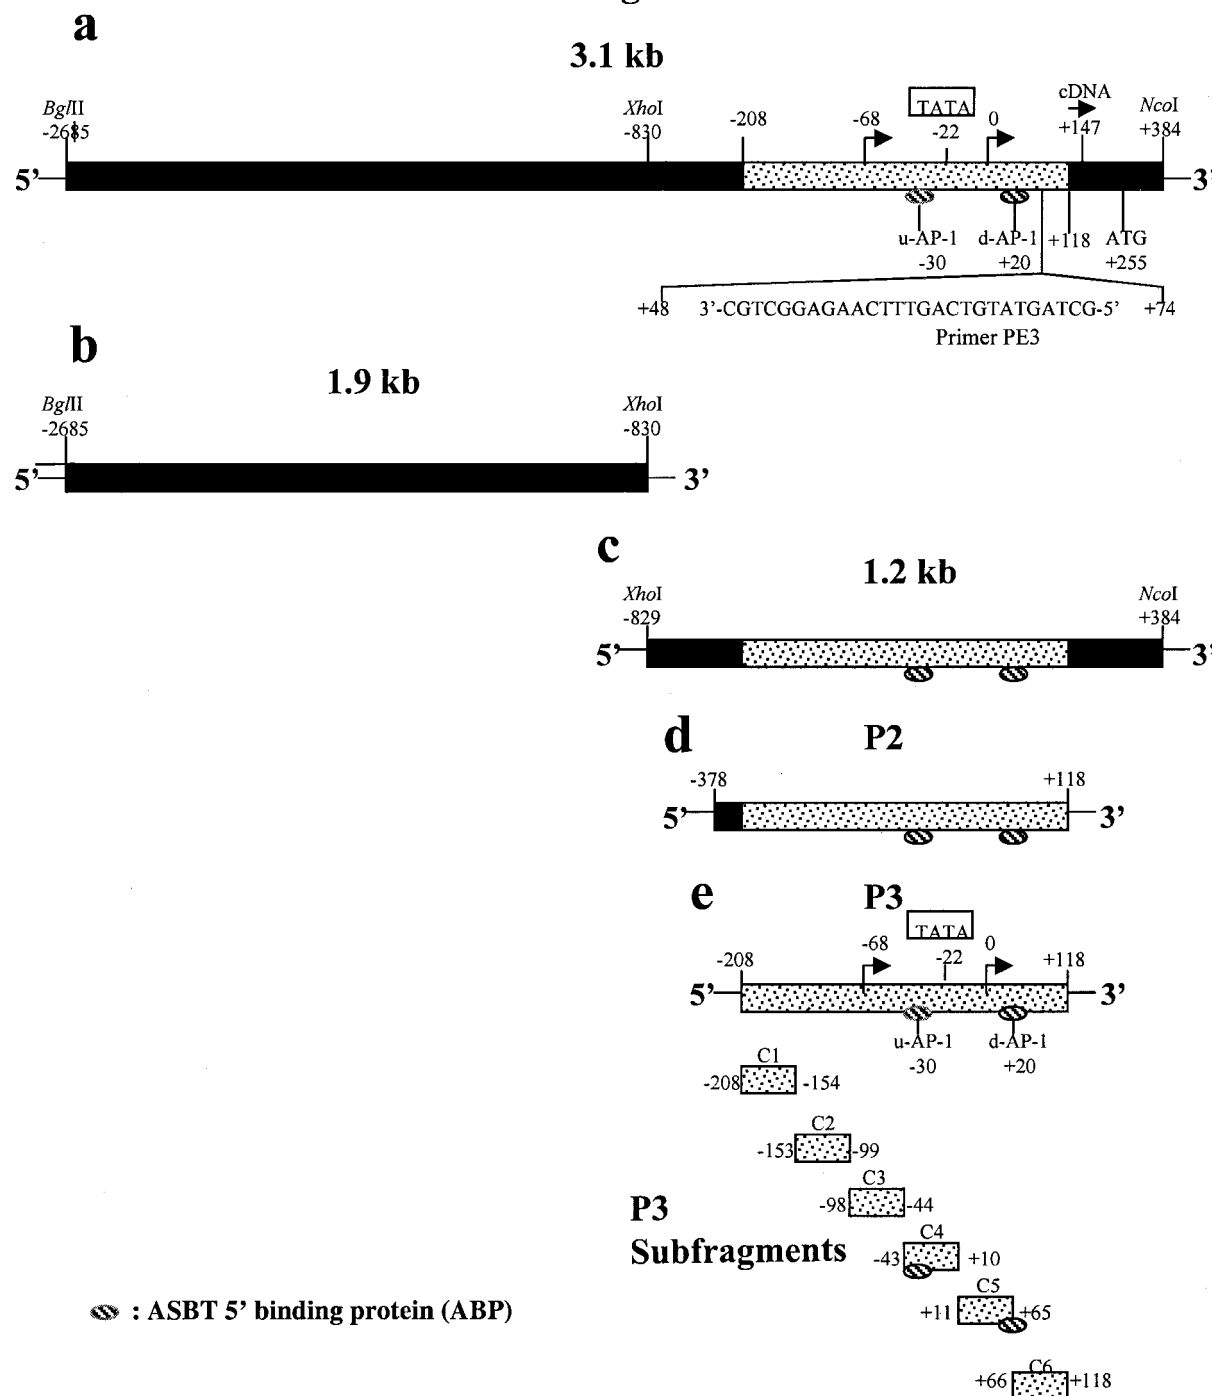 a
3.1 kb
BglII
-2685
XhoI
-830
-208
-68
TATA
-22
0
cDNA
+147
NcoI
+384
5’
3’
u-AP-1
-30
d-AP-1
+20
+118
ATG
+255
+48
3’-CGTCGGAGAACTTTGACTGTATGATCG-5’
+74
Primer PE3
b
1.9 kb
BglII
-2685
XhoI
-830
5’
3’
c
1.2 kb
XhoI
-829
NcoI
+384
5’
3’
d
P2
-378
+118
5’
3’
e
P3
-208
-68
TATA
-22
0
+118
5’
3’
u-AP-1
-30
d-AP-1
+20
C1
-208
-154
C2
-153
-99
C3
-98
-44
P3
Subfragments
C4
-43
+10
C5
+11
+65
C6
+66
+118
: ASBT 5’ binding protein (ABP)